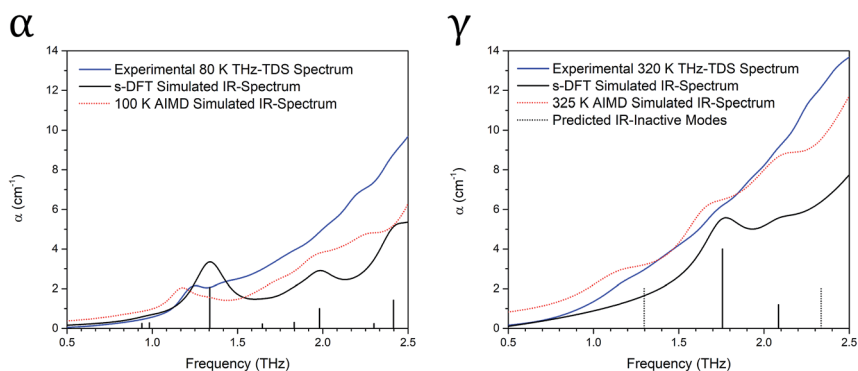 α
14
12
10
8
6
4
2
0
α (cm⁻¹)
Experimental 80 K THz-TDS Spectrum
s-DFT Simulated IR-Spectrum
100 K AIMD Simulated IR-Spectrum
0.5 1.0 1.5 2.0 2.5
Frequency (THz)
γ
14
12
10
8
6
4
2
0
α (cm⁻¹)
Experimental 320 K THz-TDS Spectrum
s-DFT Simulated IR-Spectrum
325 K AIMD Simulated IR-Spectrum
Predicted IR-Inactive Modes
0.5 1.0 1.5 2.0 2.5
Frequency (THz)